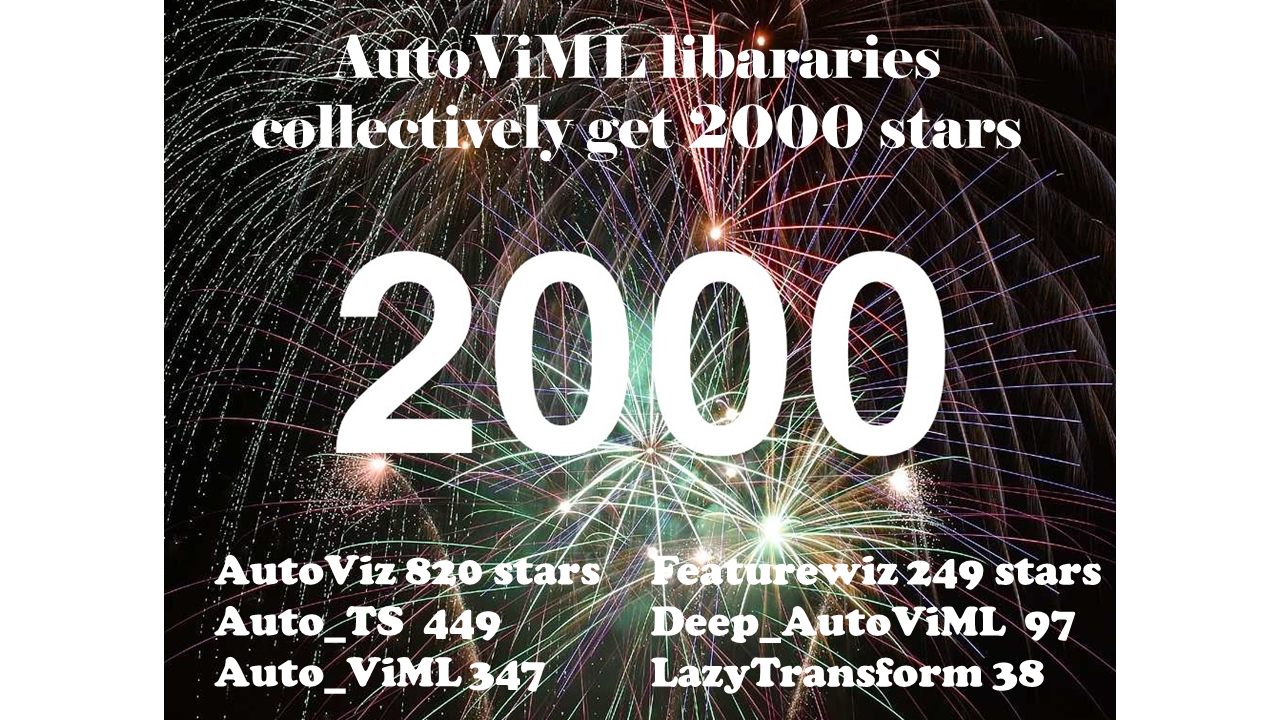 AutoViML libararies
collectively get 2000 stars
2000
AutoViz 820 stars
Auto_TS 449
Auto_ViML 347
Featurewiz 249 stars
Deep_AutoViML 97
LazyTransform 38